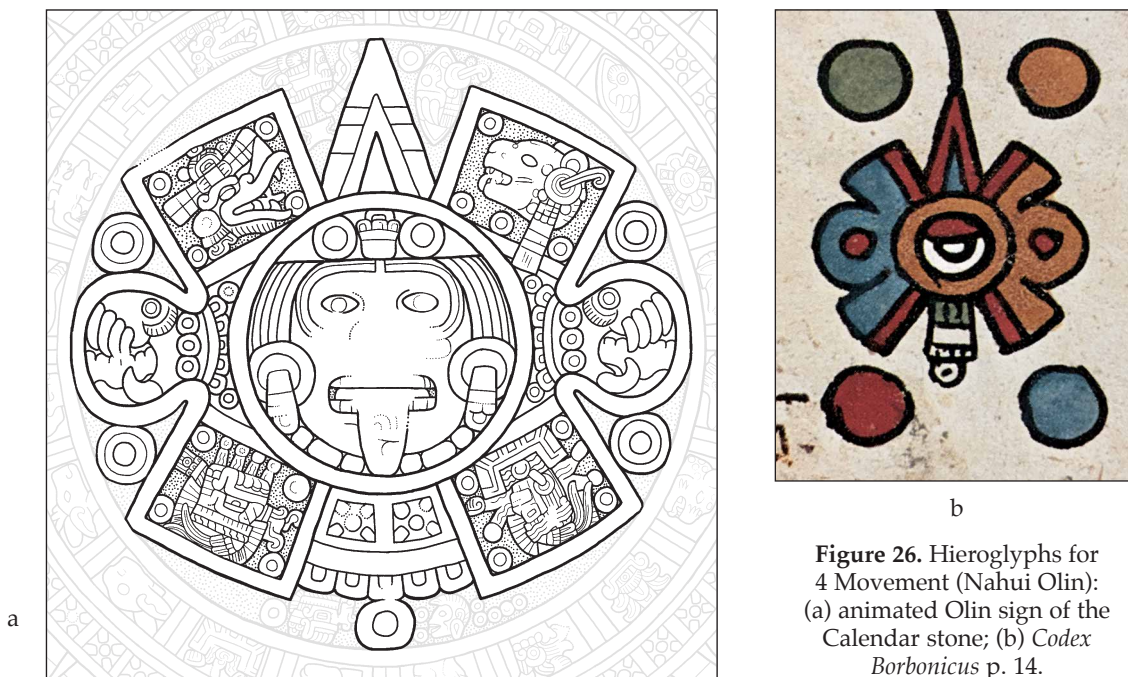 a
b
Figure 26. Hieroglyphs for
4 Movement (Nahui Olin):
(a) animated Olin sign of the
Calendar stone; (b) Codex
Borbonicus p. 14.